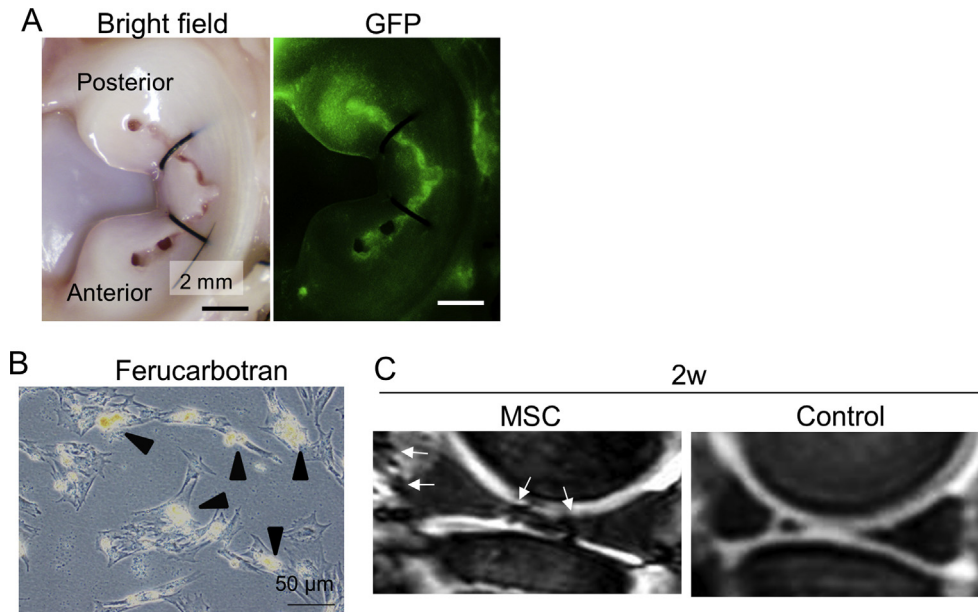 A
Bright field
GFP
Posterior
2 mm
Anterior
B
Ferucarbotran
50 µm
C
2w
MSC
Control